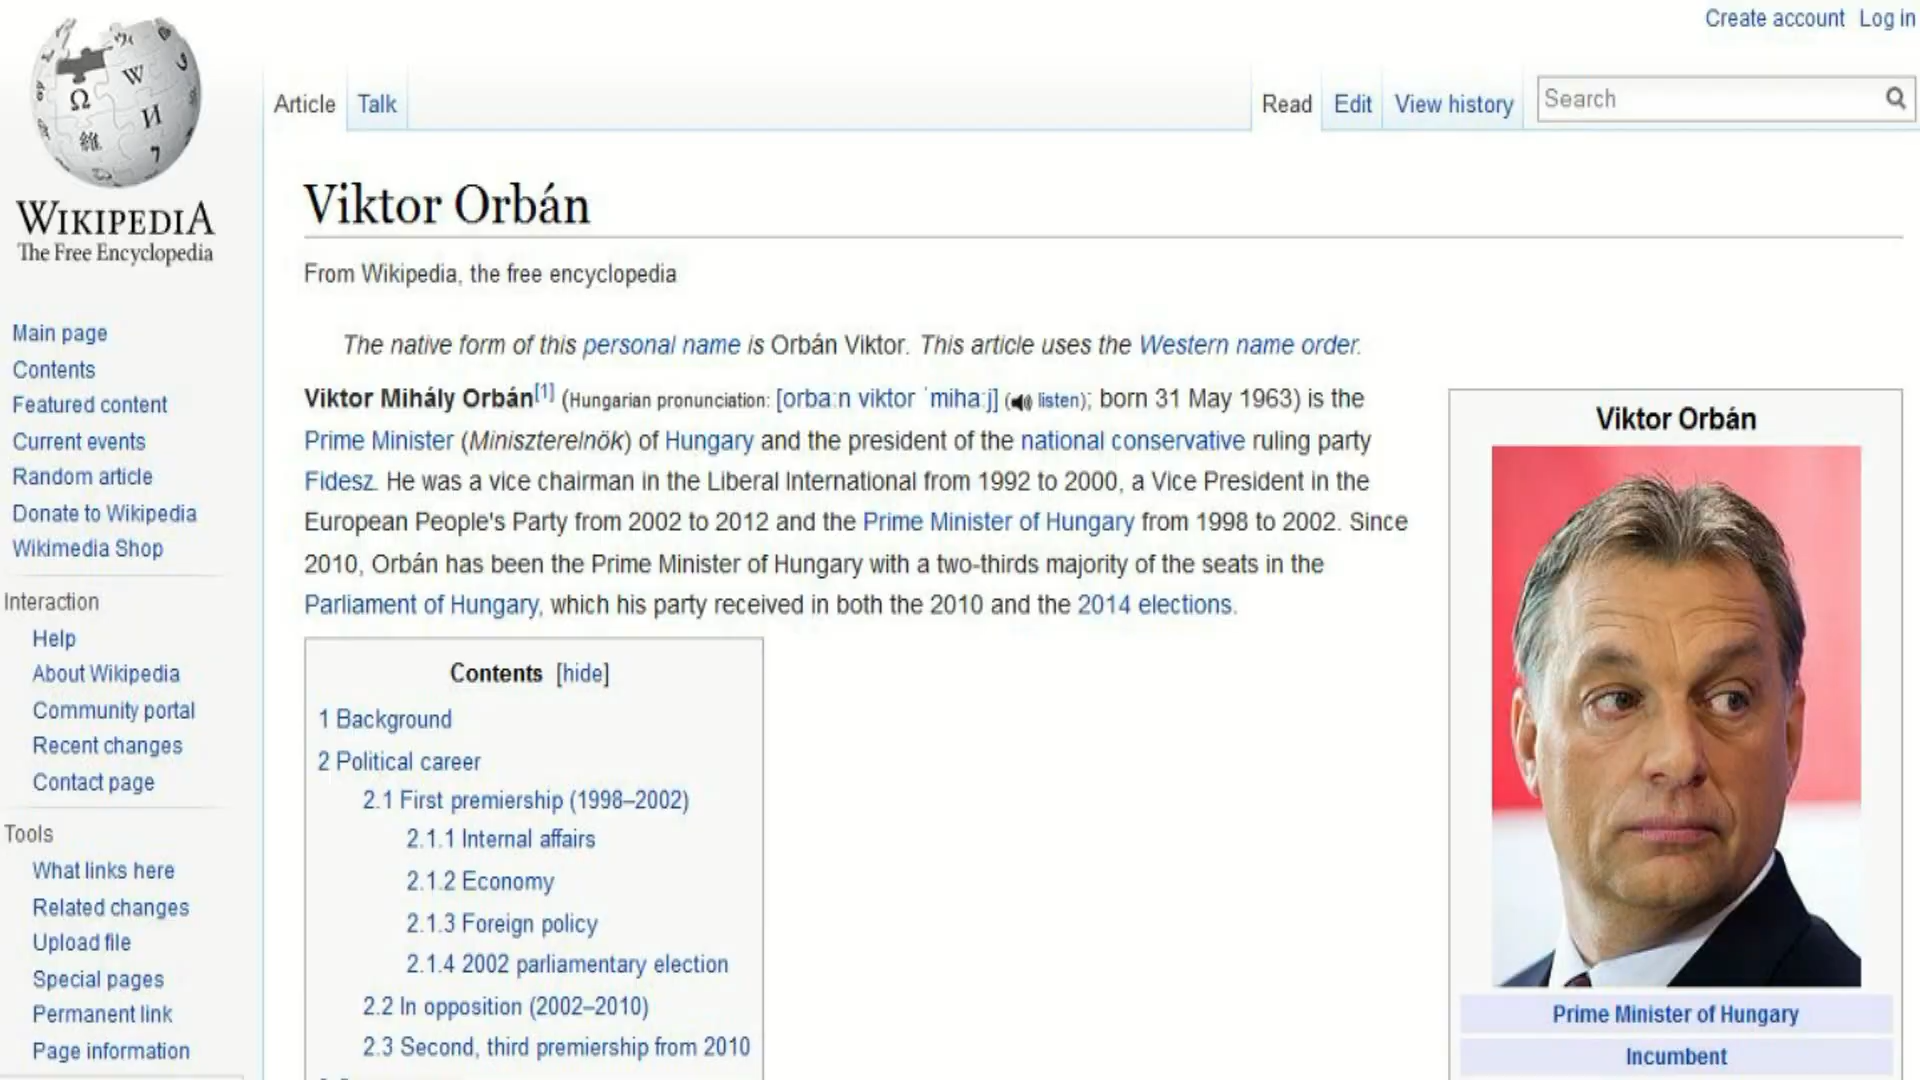 Create account Log in
Article Talk
Read Edit View history Search
WIKIPEDIA
The Free Encyclopedia
Main page
Contents
Featured content
Current events
Random article
Donate to Wikipedia
Wikimedia Shop
Interaction
Help
About Wikipedia
Community portal
Recent changes
Contact page
Tools
What links here
Related changes
Upload file
Special pages
Permanent link
Page information
Viktor Orbán
From Wikipedia, the free encyclopedia
The native form of this personal name is Orbán Viktor. This article uses the Western name order.
Viktor Mihály Orbán[1] (Hungarian pronunciation: [orbaːn viktor ˈmihaːj] (listen); born 31 May 1963) is the
Prime Minister (Miniszterelnök) of Hungary and the president of the national conservative ruling party
Fidesz. He was a vice chairman in the Liberal International from 1992 to 2000, a Vice President in the
European People's Party from 2002 to 2012 and the Prime Minister of Hungary from 1998 to 2002. Since
2010, Orbán has been the Prime Minister of Hungary with a two-thirds majority of the seats in the
Parliament of Hungary, which his party received in both the 2010 and the 2014 elections.
Contents [hide]
1 Background
2 Political career
2.1 First premiership (1998–2002)
2.1.1 Internal affairs
2.1.2 Economy
2.1.3 Foreign policy
2.1.4 2002 parliamentary election
2.2 In opposition (2002–2010)
2.3 Second, third premiership from 2010
Viktor Orbán
Prime Minister of Hungary
Incumbent